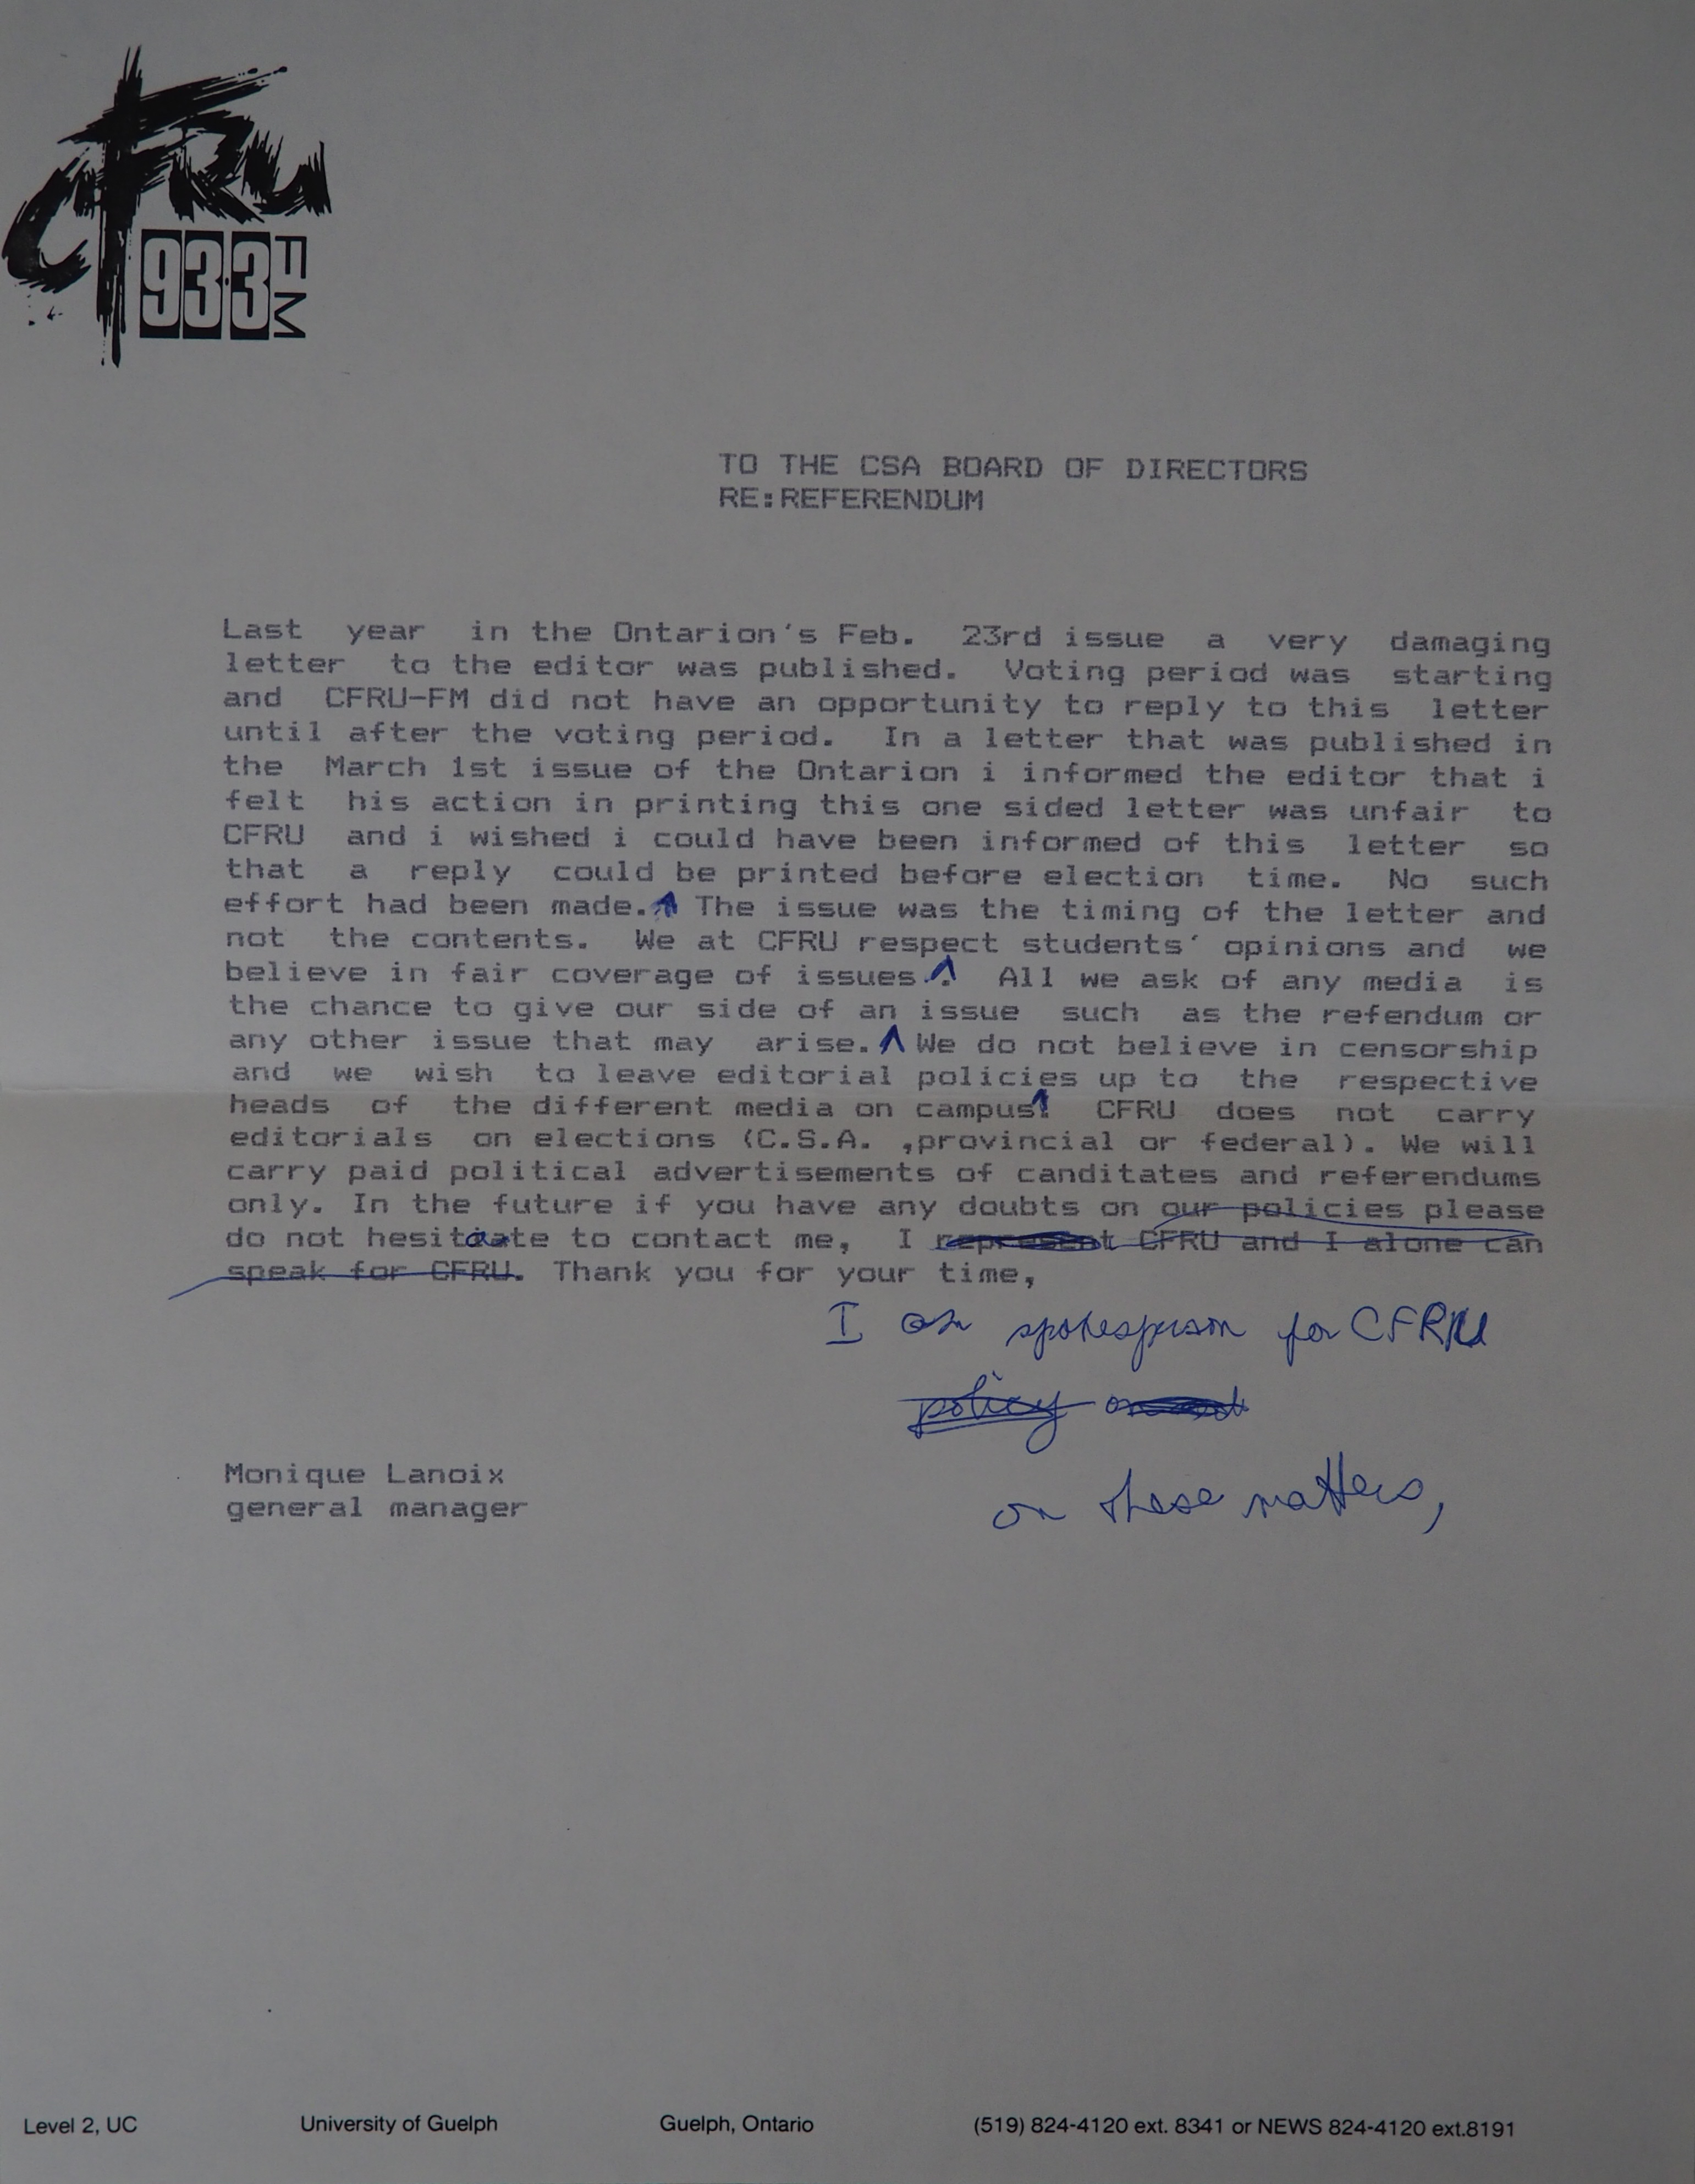 CFRU
93·3 FM
TO THE CSA BOARD OF DIRECTORS
RE:REFERENDUM
Last year in the Ontarion's Feb. 23rd issue a very damaging
letter to the editor was published. Voting period was starting
and CFRU-FM did not have an opportunity to reply to this letter
until after the voting period. In a letter that was published in
the March 1st issue of the Ontarion i informed the editor that i
felt his action in printing this one sided letter was unfair to
CFRU and i wished i could have been informed of this letter so
that a reply could be printed before election time. No such
effort had been made. The issue was the timing of the letter and
not the contents. We at CFRU respect students' opinions and we
believe in fair coverage of issues. All we ask of any media is
the chance to give our side of an issue such as the refendum or
any other issue that may arise. We do not believe in censorship
and we wish to leave editorial policies up to the respective
heads of the different media on campus. CFRU does not carry
editorials on elections (C.S.A. ,provincial or federal). We will
carry paid political advertisements of canditates and referendums
only. In the future if you have any doubts on our policies please
do not hesitate to contact me, I represent CFRU and I alone can
speak for CFRU. Thank you for your time,
I am spokesperson for CFRU
policy
on these matters,
Monique Lanoix
general manager
Level 2, UC University of Guelph Guelph, Ontario (519) 824-4120 ext. 8341 or NEWS 824-4120 ext.8191